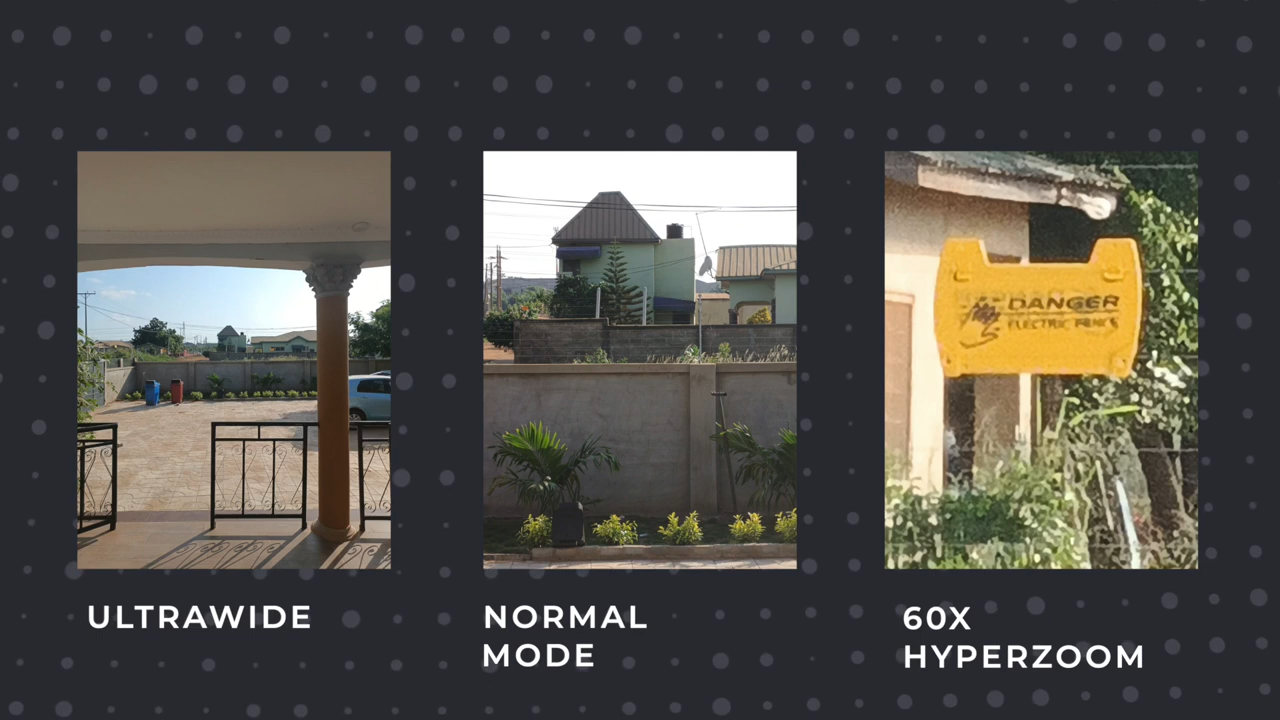 DANGER
ELECTRIC FENCE
ULTRAWIDE
NORMAL
MODE
60X
HYPERZOOM